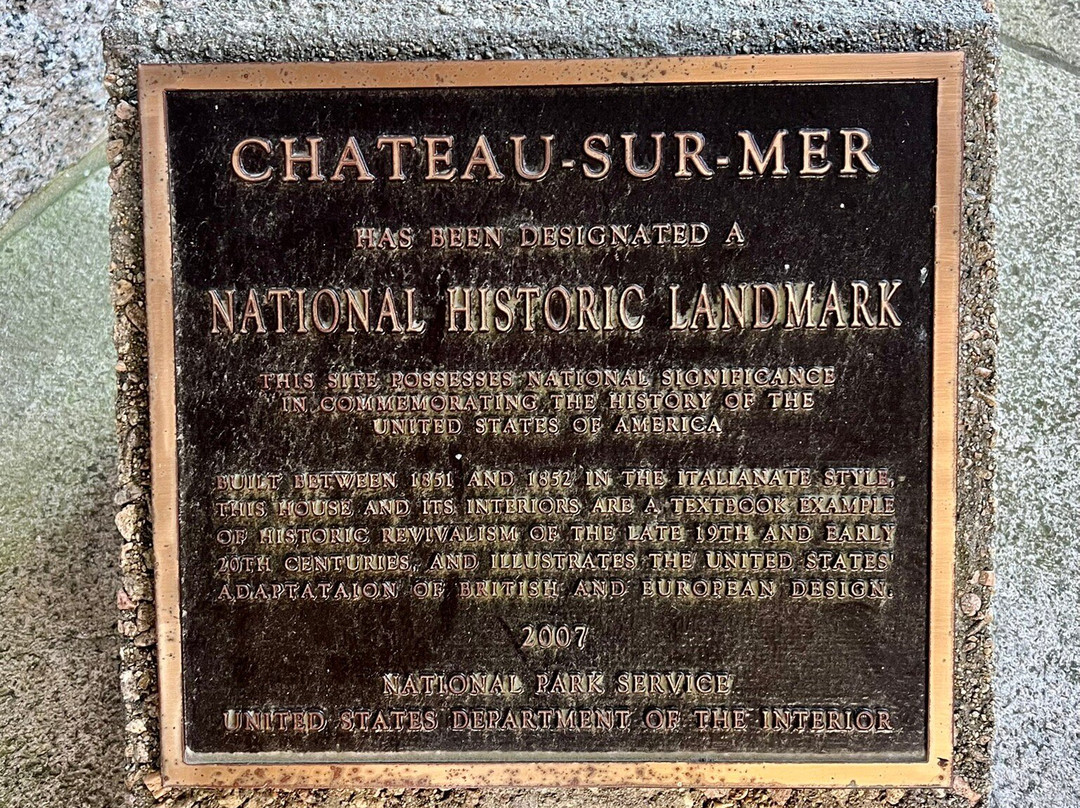 CHATEAU-SUR-MER
HAS BEEN DESIGNATED A
NATIONAL HISTORIC LANDMARK
THIS SITE POSSESSES NATIONAL SIGNIFICANCE
IN COMMEMORATING THE HISTORY OF THE
UNITED STATES OF AMERICA
BUILT BETWEEN 1851 AND 1852 IN THE ITALIANATE STYLE,
THIS HOUSE AND ITS INTERIORS ARE A TEXTBOOK EXAMPLE
OF HISTORIC REVIVALISM OF THE LATE 19TH AND EARLY
20TH CENTURIES, AND ILLUSTRATES THE UNITED STATES'
ADAPTATAION OF BRITISH AND EUROPEAN DESIGN.
2007
NATIONAL PARK SERVICE
UNITED STATES DEPARTMENT OF THE INTERIOR